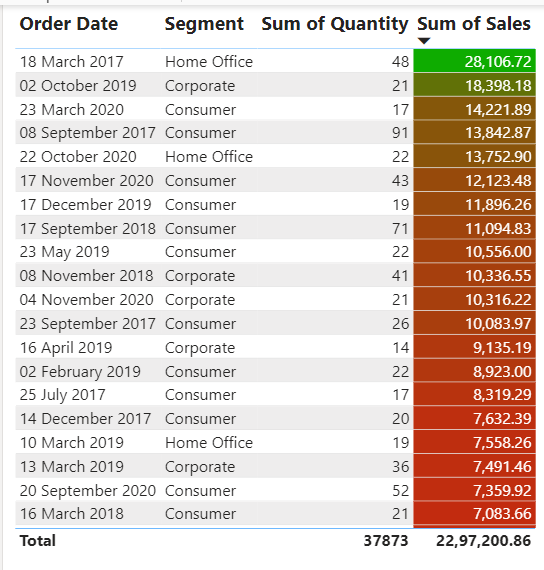 Order Date Segment Sum of Quantity Sum of Sales
18 March 2017 Home Office 48 28,106.72
02 October 2019 Corporate 21 18,398.18
23 March 2020 Consumer 17 14,221.89
08 September 2017 Consumer 91 13,842.87
22 October 2020 Home Office 22 13,752.90
17 November 2020 Consumer 43 12,123.48
17 December 2019 Consumer 19 11,896.26
17 September 2018 Consumer 71 11,094.83
23 May 2019 Consumer 22 10,556.00
08 November 2018 Corporate 41 10,336.55
04 November 2020 Corporate 21 10,316.22
23 September 2017 Consumer 26 10,083.97
16 April 2019 Corporate 14 9,135.19
02 February 2019 Consumer 22 8,923.00
25 July 2017 Consumer 17 8,319.29
14 December 2017 Consumer 20 7,632.39
10 March 2019 Home Office 19 7,558.26
13 March 2019 Corporate 36 7,491.46
20 September 2020 Consumer 52 7,359.92
16 March 2018 Consumer 21 7,083.66
Total 37873 22,97,200.86